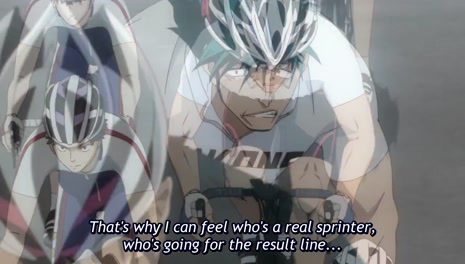 That's why I can feel who's a real sprinter,
who's going for the result line...